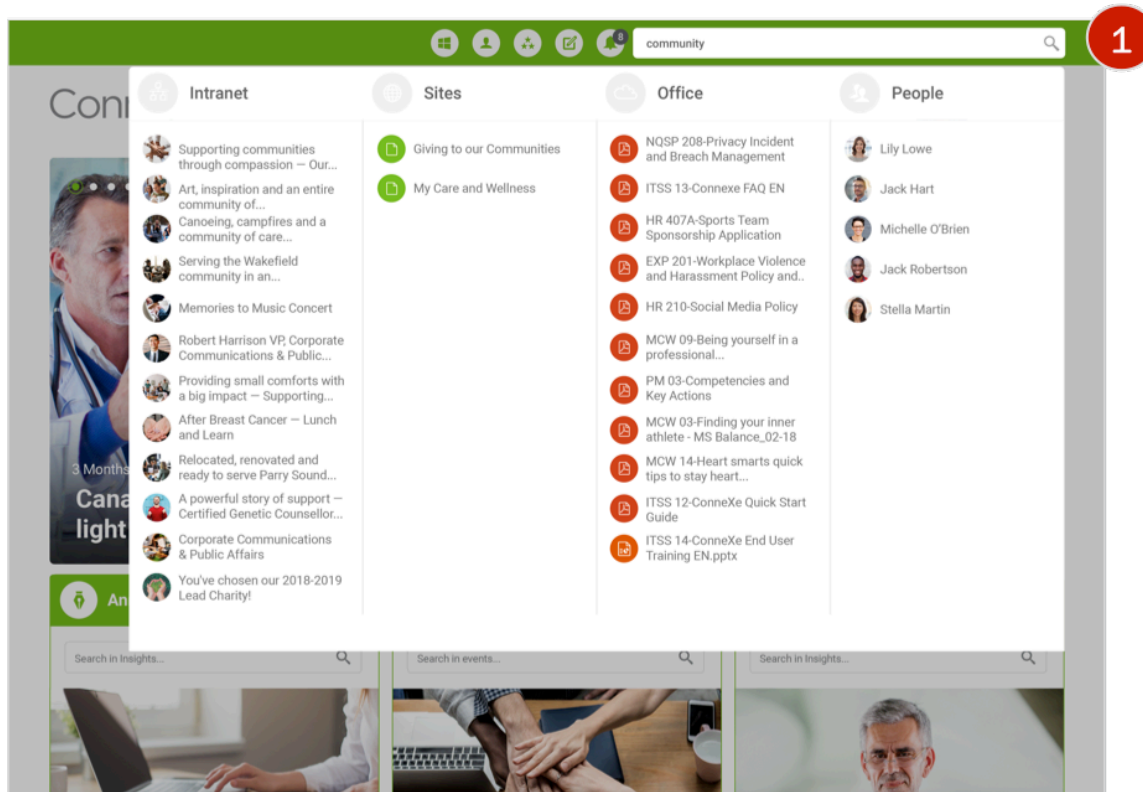 8
community
1
Intranet
Sites
Office
People
Conn
Supporting communities
through compassion — Our...
Art, inspiration and an entire
community of...
Canoeing, campfires and a
community of care...
Serving the Wakefield
community in an...
Memories to Music Concert
Robert Harrison VP, Corporate
Communications & Public...
Providing small comforts with
a big impact — Supporting...
After Breast Cancer — Lunch
and Learn
Relocated, renovated and
ready to serve Parry Sound...
A powerful story of support —
Certified Genetic Counsellor...
Corporate Communications
& Public Affairs
You've chosen our 2018-2019
Lead Charity!
Giving to our Communities
My Care and Wellness
NQSP 208-Privacy Incident
and Breach Management
ITSS 13-Connexe FAQ EN
HR 407A-Sports Team
Sponsorship Application
EXP 201-Workplace Violence
and Harassment Policy and..
HR 210-Social Media Policy
MCW 09-Being yourself in a
professional...
PM 03-Competencies and
Key Actions
MCW 03-Finding your inner
athlete - MS Balance_02-18
MCW 14-Heart smarts quick
tips to stay heart...
ITSS 12-ConneXe Quick Start
Guide
ITSS 14-ConneXe End User
Training EN.pptx
Lily Lowe
Jack Hart
Michelle O'Brien
Jack Robertson
Stella Martin
3 Months
Cana
light
An
Search in Insights...
Search in events...
Search in Insights...